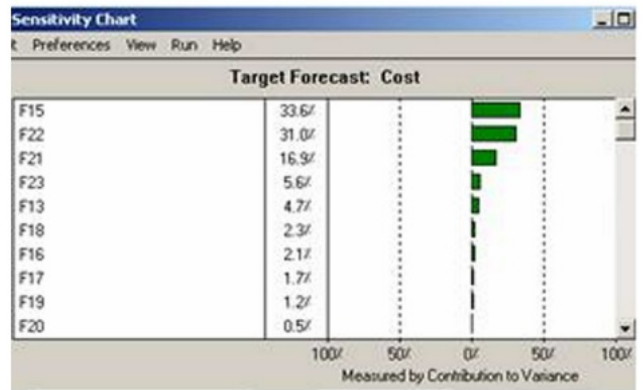 Sensitivity Chart
t Preferences View Run Help
Target Forecast: Cost
F15 33.6%
F22 31.0%
F21 16.9%
F23 5.6%
F13 4.7%
F18 2.3%
F16 2.1%
F17 1.7%
F19 1.2%
F20 0.5%
100% 50% 0% 50% 100%
Measured by Contribution to Variance